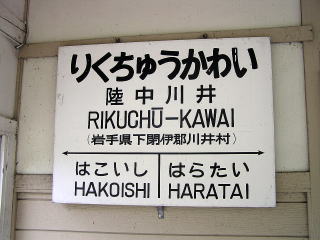 りくちゅうかわい
陸中川井
RIKUCHŪ-KAWAI
(岩手県下閉伊郡川井村)
はこいし はらたい
HAKOISHI HARATAI